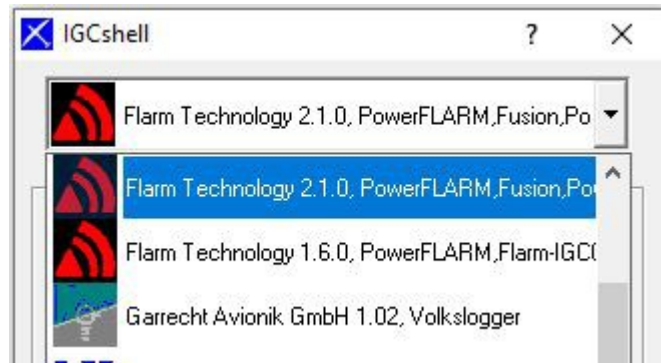 IGCshell
Flarm Technology 2.1.0, PowerFLARM,Fusion,Po
Flarm Technology 2.1.0, PowerFLARM,Fusion,Po
Flarm Technology 1.6.0, PowerFLARM,Flarm-IGC
Garrecht Avionik GmbH 1.02, Volkslogger